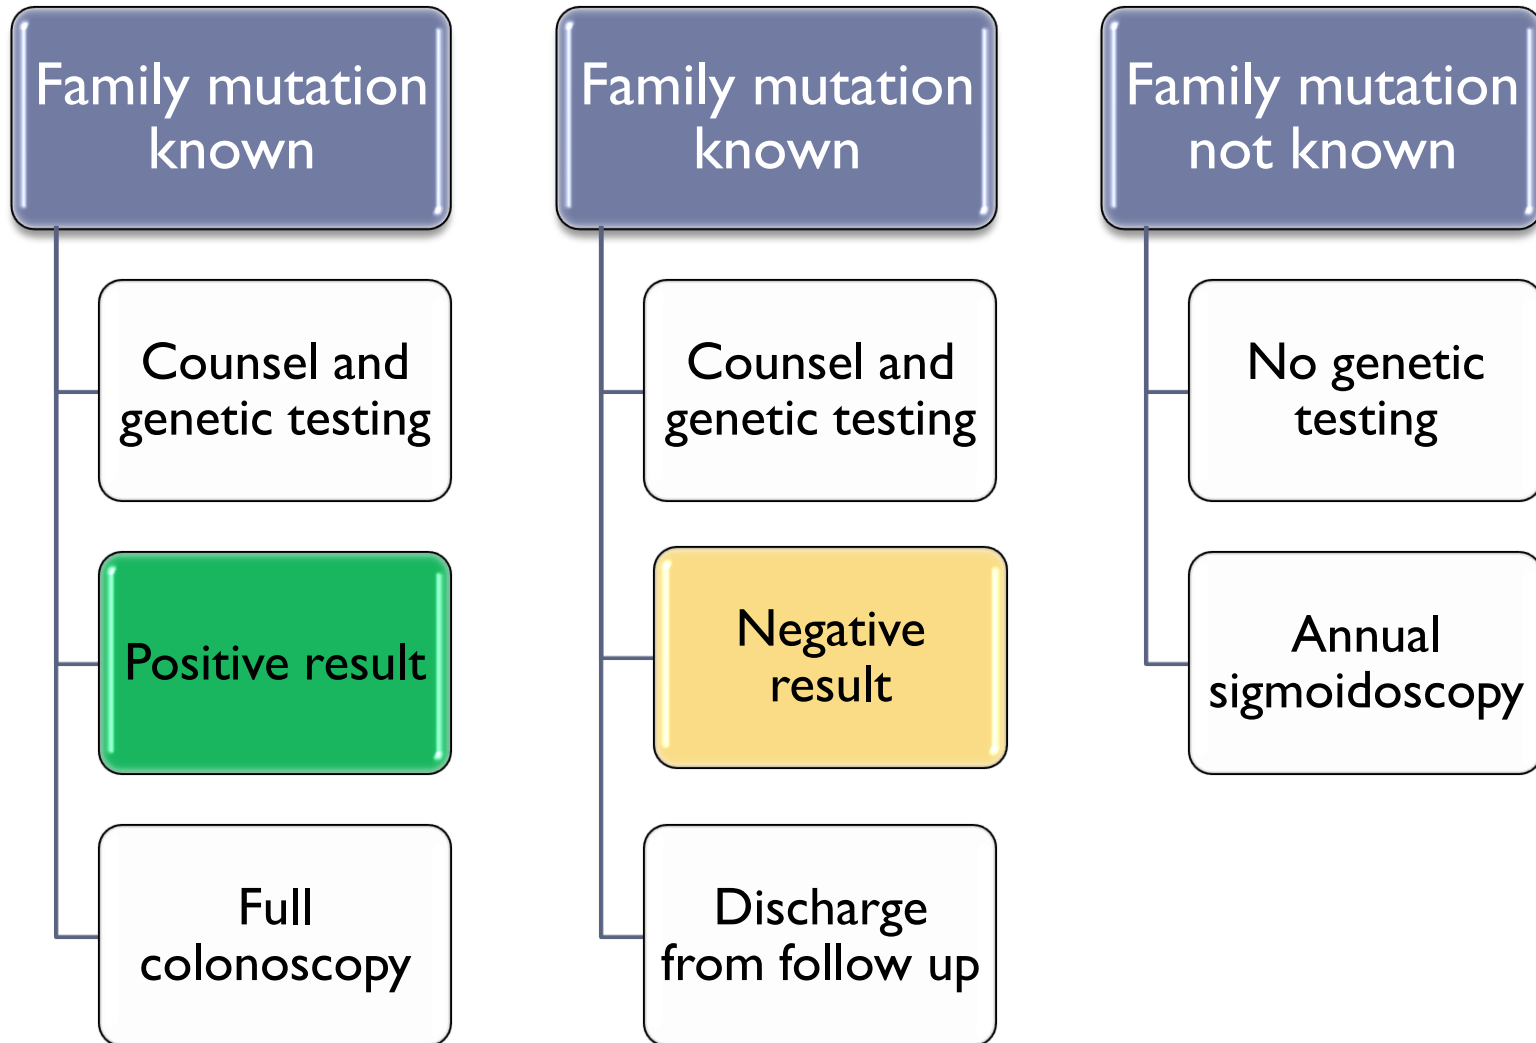 Family mutation
known
Counsel and
genetic testing
Positive result
Full
colonoscopy
Family mutation
known
Counsel and
genetic testing
Negative
result
Discharge
from follow up
Family mutation
not known
No genetic
testing
Annual
sigmoidoscopy